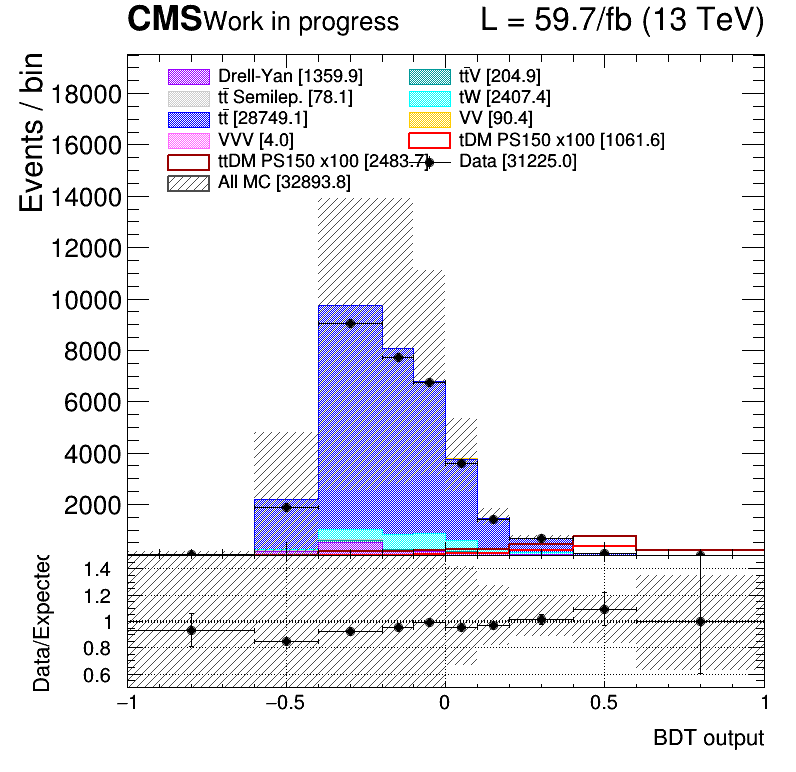 CMS Work in progress L = 59.7/fb (13 TeV)
Events / bin
Drell-Yan [1359.9] tt̄V [204.9]
tt̄ Semilep. [78.1] tW [2407.4]
tt̄ [28749.1] VV [90.4]
VVV [4.0] tDM PS150 x100 [1061.6]
ttDM PS150 x100 [2483.7] Data [31225.0]
All MC [32893.8]
18000
16000
14000
12000
10000
8000
6000
4000
2000
Data/Expected
1.4
1.2
1
0.8
0.6
−1 −0.5 0 0.5 1
BDT output